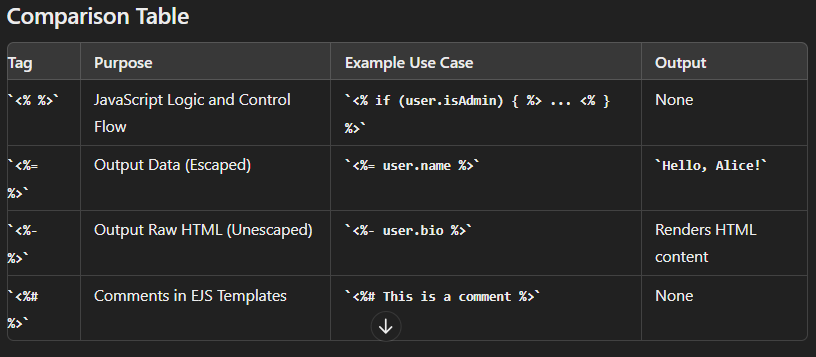 Comparison Table
Tag Purpose Example Use Case Output
`<% %>` JavaScript Logic and Control `<% if (user.isAdmin) { %> ... <% } None
Flow %>`
`<%= Output Data (Escaped) `<%= user.name %>` `Hello, Alice!`
%>`
`<%- Output Raw HTML (Unescaped) `<%- user.bio %>` Renders HTML
%>` content
`<%# Comments in EJS Templates `<%# This is a comment %>` None
%>`